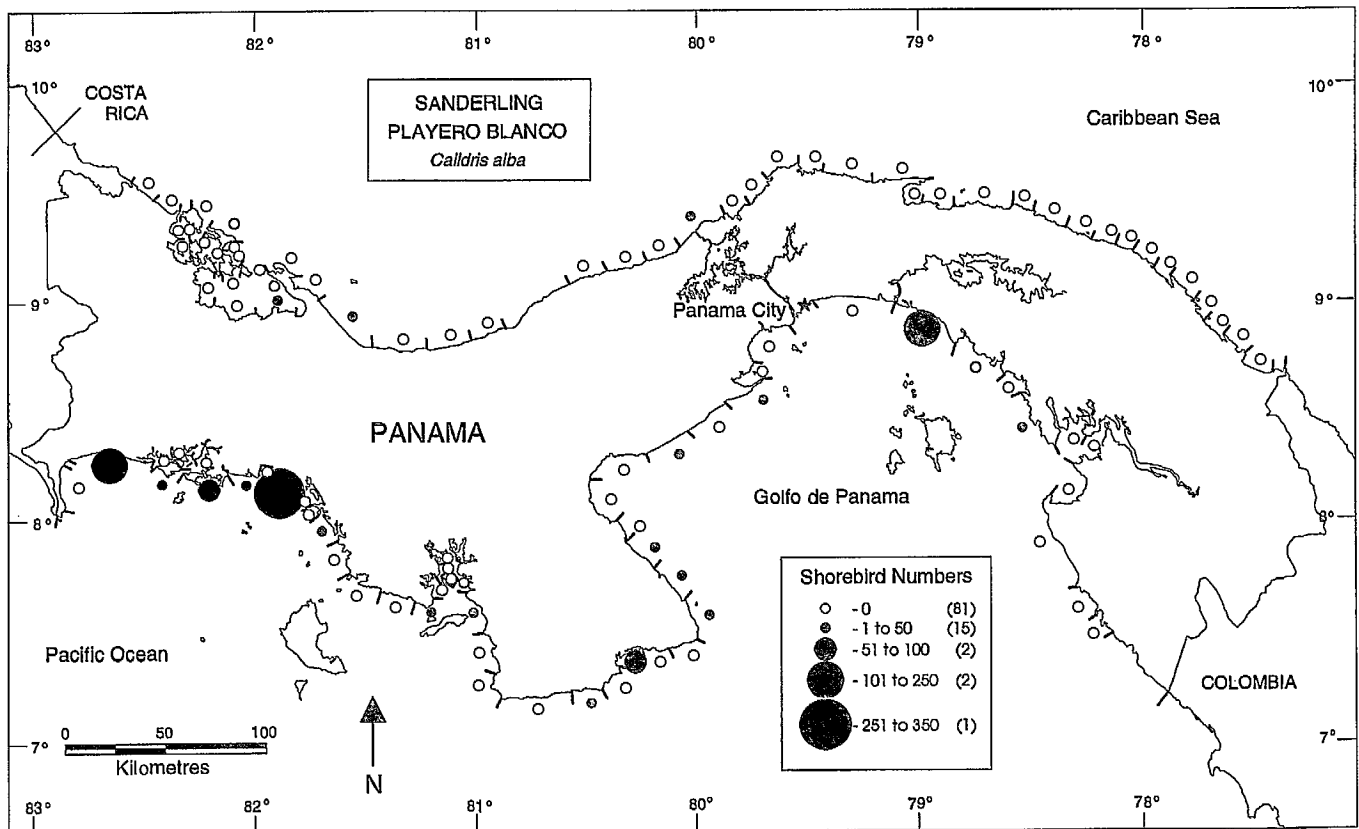 83° 82° 81° 80° 79° 78°
10° 10°
COSTA
RICA
SANDERLING
PLAYERO BLANCO
Calldris alba
Caribbean Sea
9° 9°
Panama City
PANAMA
Golfo de Panama
8° 8°
Shorebird Numbers
- 0 (81)
- 1 to 50 (15)
- 51 to 100 (2)
- 101 to 250 (2)
- 251 to 350 (1)
Pacific Ocean
COLOMBIA
0 50 100
Kilometres
N
7° 7°
83° 82° 81° 80° 79° 78°